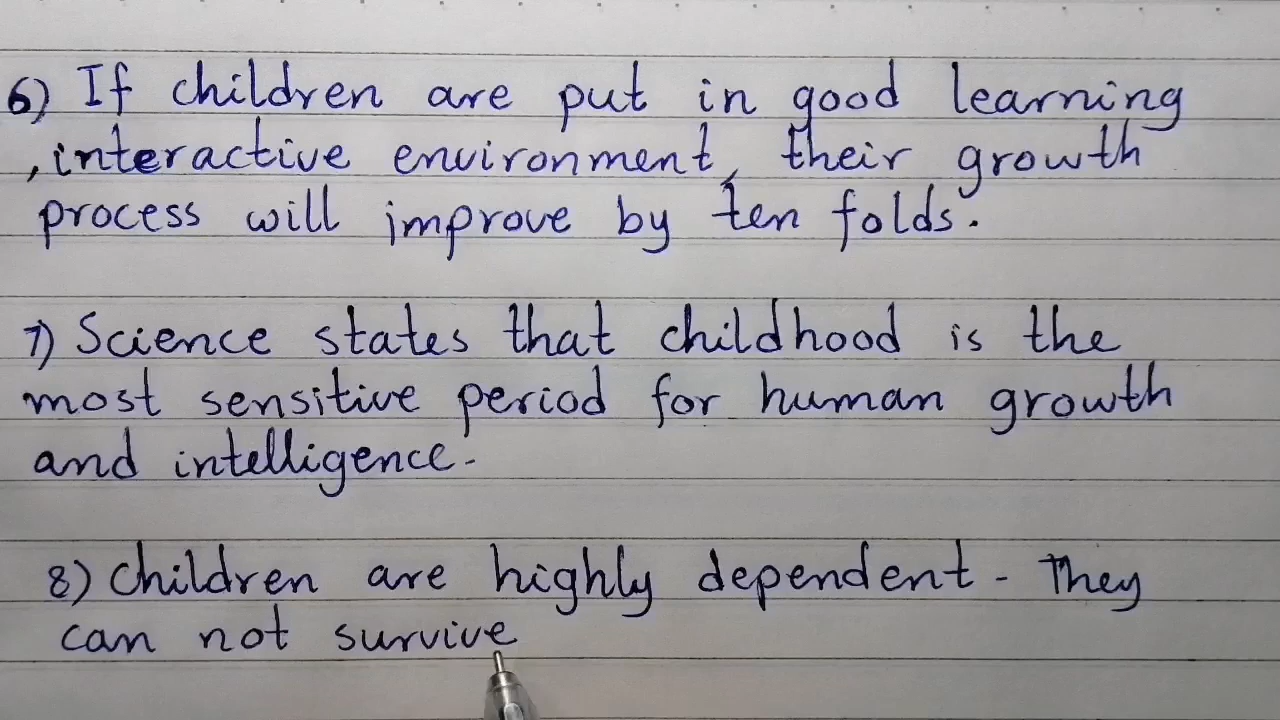 6) If children are put in good learning
, interactive environment, their growth
process will improve by ten folds.
7) Science states that childhood is the
most sensitive period for human growth
and intelligence.
8) Children are highly dependent. They
can not survive